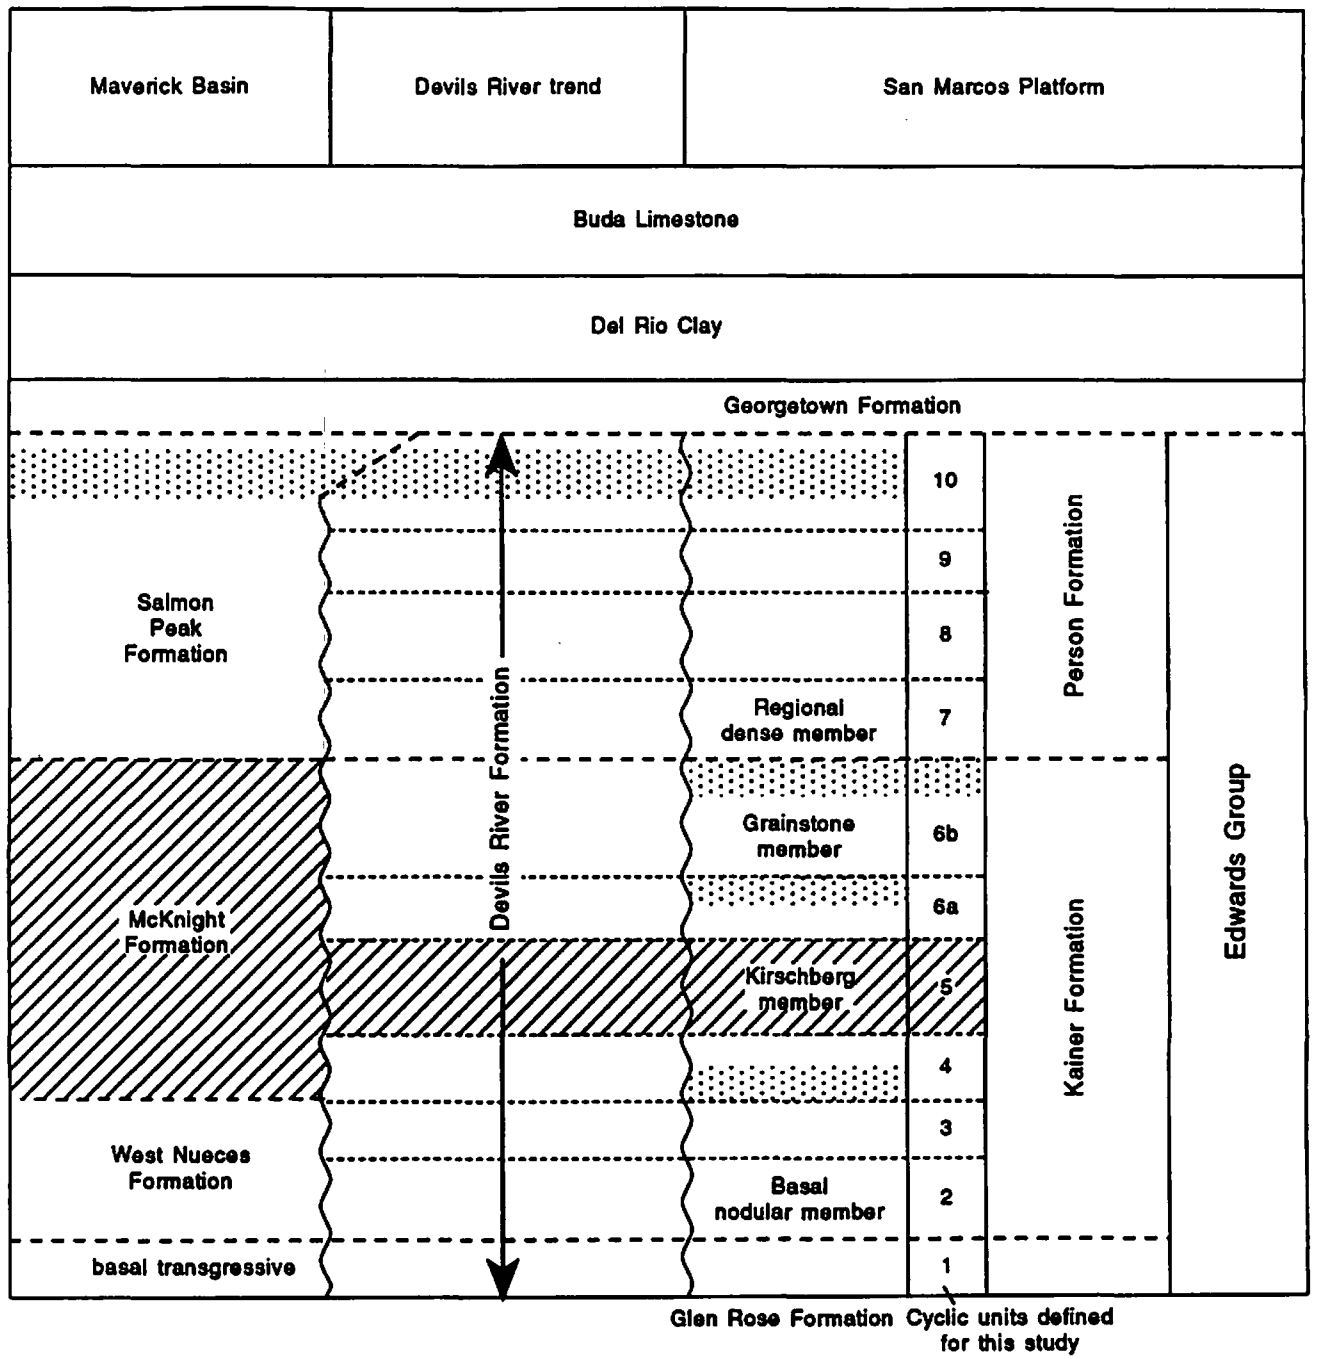 Maverick Basin
Devils River trend
San Marcos Platform
Buda Limestone
Del Rio Clay
Georgetown Formation
10
9
8
7
6b
6a
5
4
3
2
1
Salmon
Peak
Formation
McKnight
Formation
West Nueces
Formation
basal transgressive
Devils River Formation
Regional
dense member
Grainstone
member
Kirschberg
member
Basal
nodular member
Person Formation
Kainer Formation
Edwards Group
Glen Rose Formation
Cyclic units defined
for this study